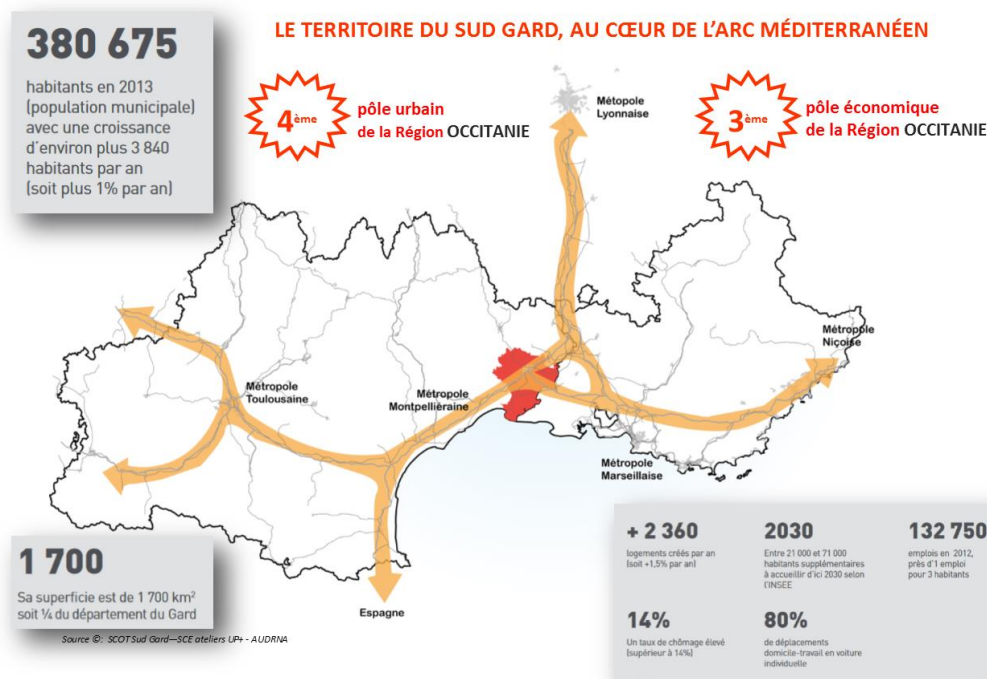 LE TERRITOIRE DU SUD GARD, AU CŒUR DE L’ARC MÉDITERRANÉEN
380 675
habitants en 2013
(population municipale)
avec une croissance
d’environ plus 3 840
habitants par an
(soit plus 1% par an)
4ème
pôle urbain
de la Région OCCITANIE
3ème
pôle économique
de la Région OCCITANIE
Métopole
Lyonnaise
Métropole
Niçoise
Métropole
Toulousaine
Métropole
Montpelliéraine
Métropole
Marseillaise
Espagne
1 700
Sa superficie est de 1 700 km²
soit ¼ du département du Gard
Source ©: SCOT Sud Gard—SCE ateliers UP+ - AUDRNA
+ 2 360
logements créés par an
(soit +1,5% par an)
2030
Entre 21 000 et 71 000
habitants supplémentaires
à accueillir d’ici 2030 selon
l’INSEE
132 750
emplois en 2012,
près d’1 emploi
pour 3 habitants
14%
Un taux de chômage élevé
(supérieur à 14%)
80%
de déplacements
domicile-travail en voiture
individuelle